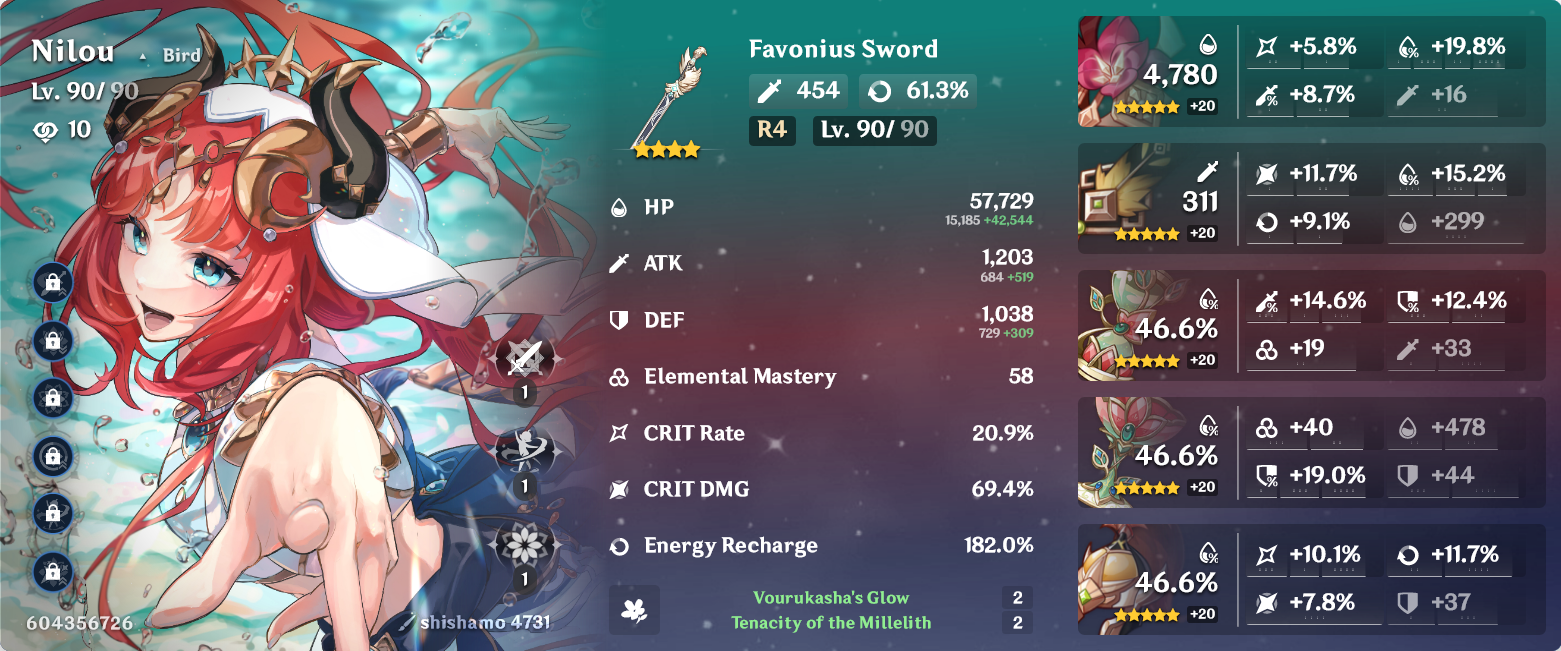 Nilou ▲ Bird
Lv. 90/ 90
10
1
1
1
604356726
shishamo 4731
Favonius Sword
454 61.3%
R4 Lv. 90/ 90
HP 57,729
15,185 +42,544
ATK 1,203
684 +519
DEF 1,038
729 +309
Elemental Mastery 58
CRIT Rate 20.9%
CRIT DMG 69.4%
Energy Recharge 182.0%
Vourukasha's Glow 2
Tenacity of the Millelith 2
4,780
+20
+5.8% +19.8%
+8.7% +16
311
+20
+11.7% +15.2%
+9.1% +299
46.6%
+20
+14.6% +12.4%
+19 +33
46.6%
+20
+40 +478
+19.0% +44
46.6%
+20
+10.1% +11.7%
+7.8% +37